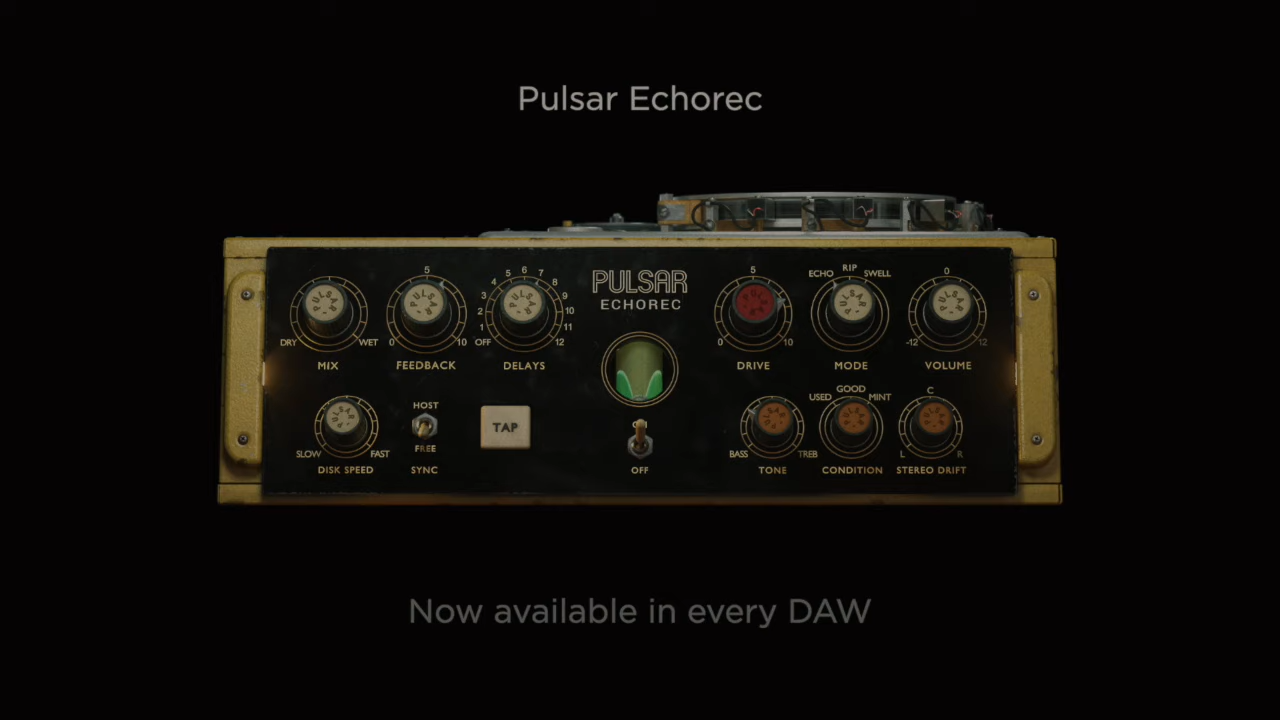 Pulsar Echorec
PULSAR
ECHOREC
5
5
0
DRY WET
MIX
0 10
FEEDBACK
OFF 1 2 3 4 5 6 7 8 9 10 11 12
DELAYS
0 10
DRIVE
ECHO RIP SWELL
MODE
-12 12
VOLUME
SLOW FAST
DISK SPEED
HOST
FREE
SYNC
TAP
OFF
BASS TREB
TONE
USED GOOD MINT
CONDITION
C
L R
STEREO DRIFT
Now available in every DAW